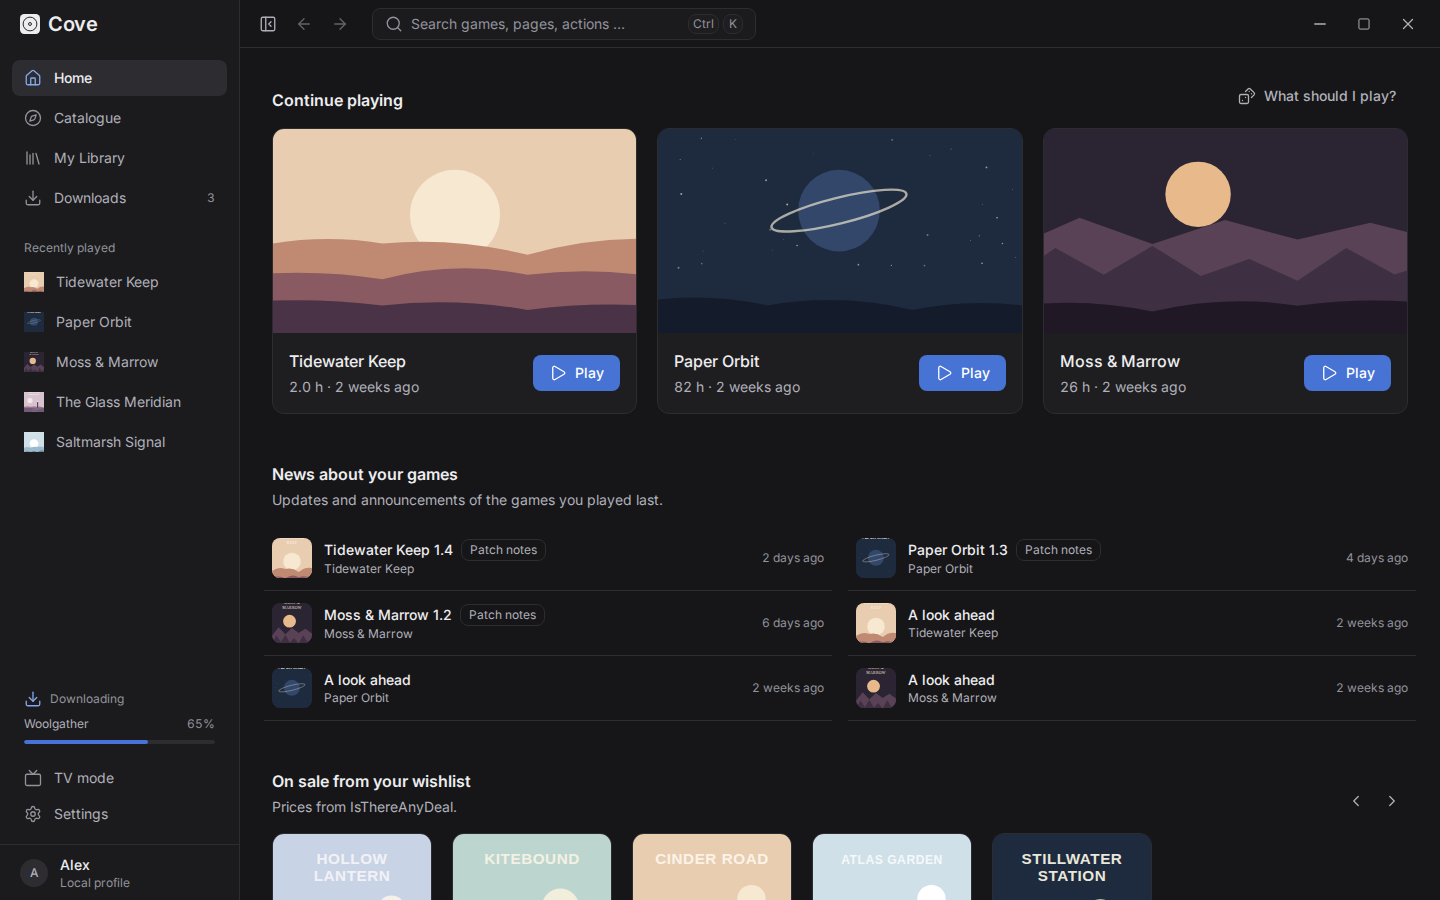 Cove
Search games, pages, actions ...
Ctrl
K
Home
Catalogue
My Library
Downloads
3
Recently played
Tidewater Keep
Paper Orbit
Moss & Marrow
The Glass Meridian
Saltmarsh Signal
Downloading
Woolgather
65%
TV mode
Settings
A
Alex
Local profile
Continue playing
What should I play?
Tidewater Keep
2.0 h · 2 weeks ago
Play
Paper Orbit
82 h · 2 weeks ago
Play
Moss & Marrow
26 h · 2 weeks ago
Play
News about your games
Updates and announcements of the games you played last.
Tidewater Keep 1.4
Patch notes
Tidewater Keep
2 days ago
Paper Orbit 1.3
Patch notes
Paper Orbit
4 days ago
Moss & Marrow 1.2
Patch notes
Moss & Marrow
6 days ago
A look ahead
Tidewater Keep
2 weeks ago
A look ahead
Paper Orbit
2 weeks ago
A look ahead
Moss & Marrow
2 weeks ago
On sale from your wishlist
Prices from IsThereAnyDeal.
HOLLOW
LANTERN
KITEBOUND
CINDER ROAD
ATLAS GARDEN
STILLWATER
STATION